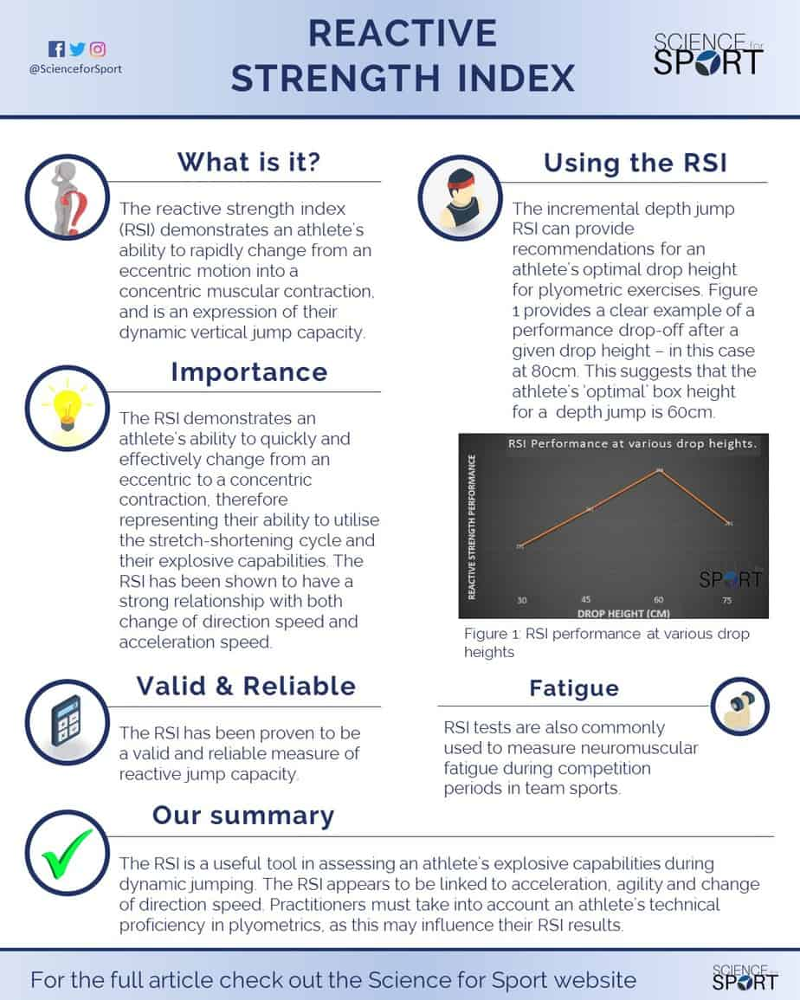 REACTIVE
STRENGTH INDEX
@ScienceforSport
SCIENCE for
SPORT
What is it?
The reactive strength index
(RSI) demonstrates an athlete's
ability to rapidly change from an
eccentric motion into a
concentric muscular contraction,
and is an expression of their
dynamic vertical jump capacity.
Importance
The RSI demonstrates an
athlete's ability to quickly and
effectively change from an
eccentric to a concentric
contraction, therefore
representing their ability to utilise
the stretch-shortening cycle and
their explosive capabilities. The
RSI has been shown to have a
strong relationship with both
change of direction speed and
acceleration speed.
Valid & Reliable
The RSI has been proven to be
a valid and reliable measure of
reactive jump capacity.
Using the RSI
The incremental depth jump
RSI can provide
recommendations for an
athlete's optimal drop height
for plyometric exercises. Figure
1 provides a clear example of a
performance drop-off after a
given drop height – in this case
at 80cm. This suggests that the
athlete's 'optimal' box height
for a depth jump is 60cm.
RSI Performance at various drop heights.
REACTIVE STRENGTH PERFORMANCE
SPORT
30 45 60 75
DROP HEIGHT (CM)
Figure 1: RSI performance at various drop
heights
Fatigue
RSI tests are also commonly
used to measure neuromuscular
fatigue during competition
periods in team sports.
Our summary
The RSI is a useful tool in assessing an athlete's explosive capabilities during
dynamic jumping. The RSI appears to be linked to acceleration, agility and change
of direction speed. Practitioners must take into account an athlete's technical
proficiency in plyometrics, as this may influence their RSI results.
For the full article check out the Science for Sport website
SCIENCE
SPORT